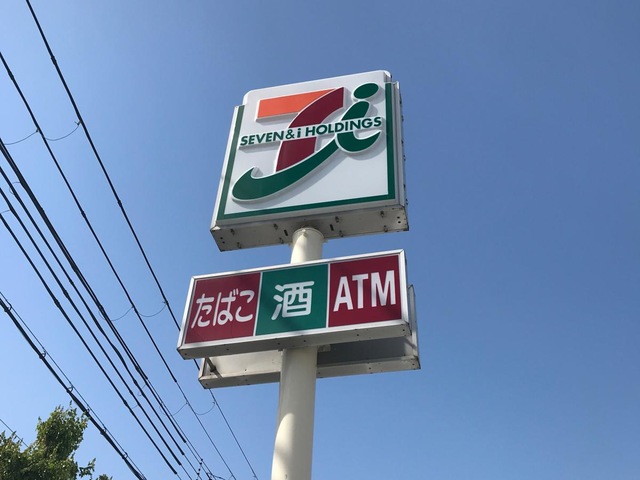 SEVEN&i HOLDINGS
たばこ 酒 ATM